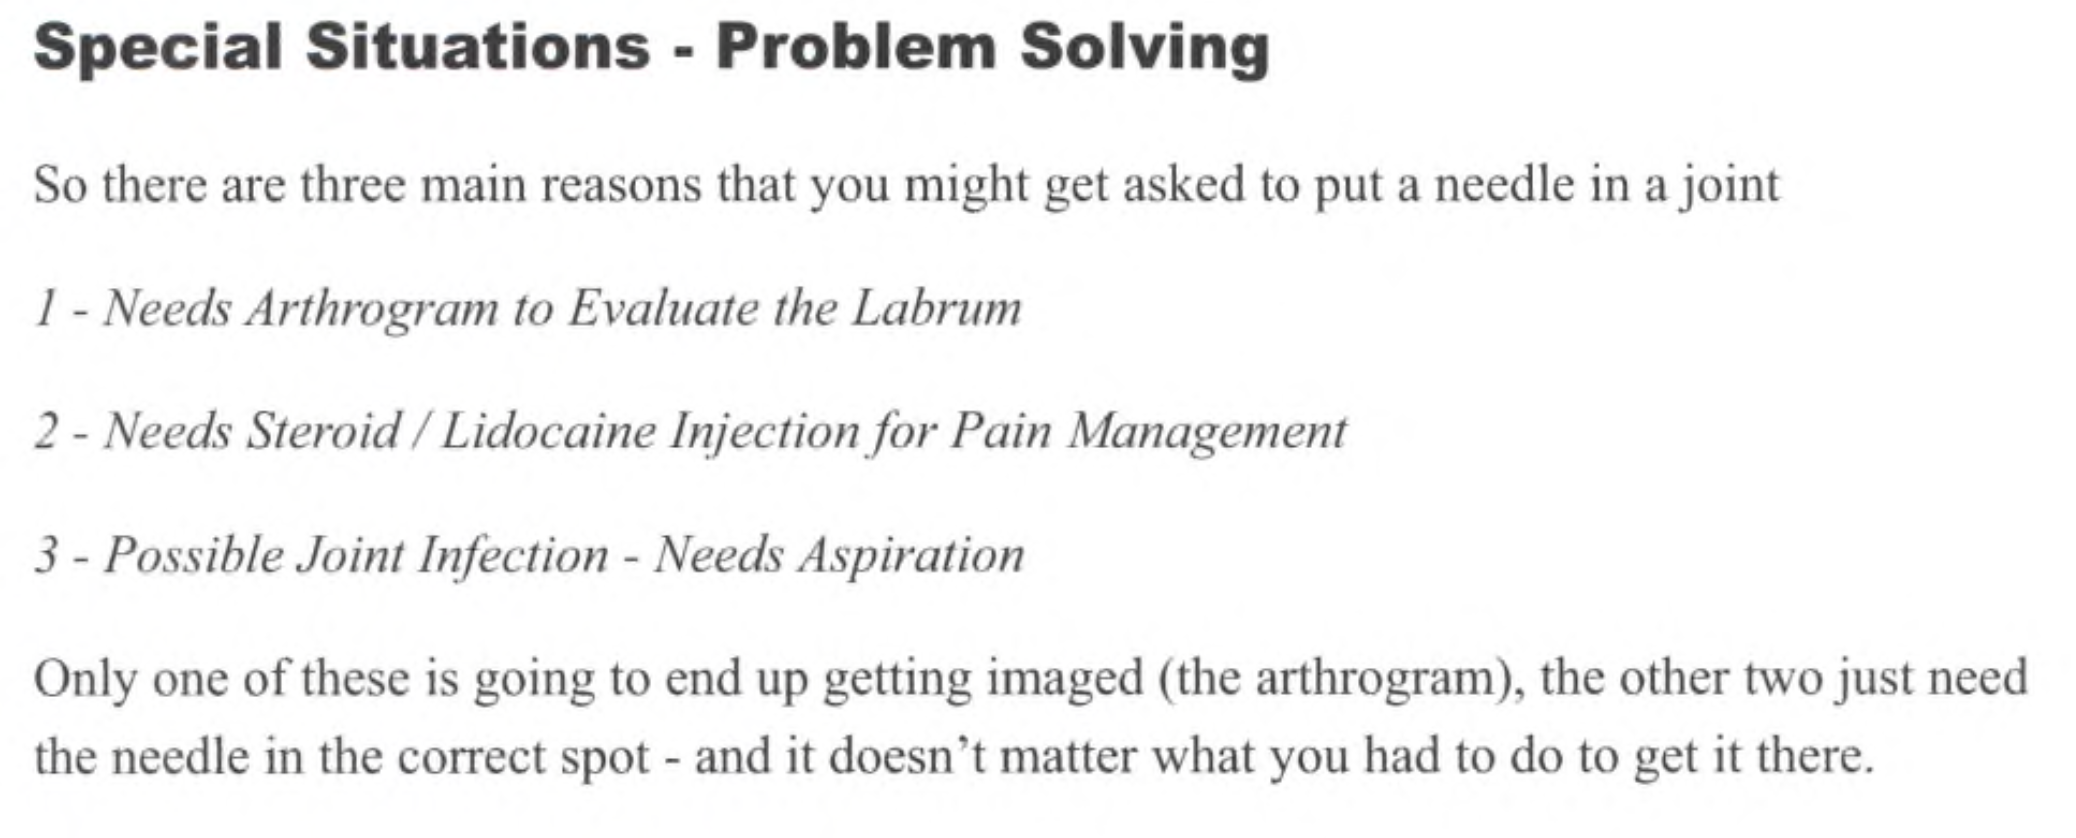 Special Situations - Problem Solving
So there are three main reasons that you might get asked to put a needle in a joint
1 - Needs Arthrogram to Evaluate the Labrum
2 - Needs Steroid / Lidocaine Injection for Pain Management
3 - Possible Joint Infection - Needs Aspiration
Only one of these is going to end up getting imaged (the arthrogram), the other two just need
the needle in the correct spot - and it doesn’t matter what you had to do to get it there.